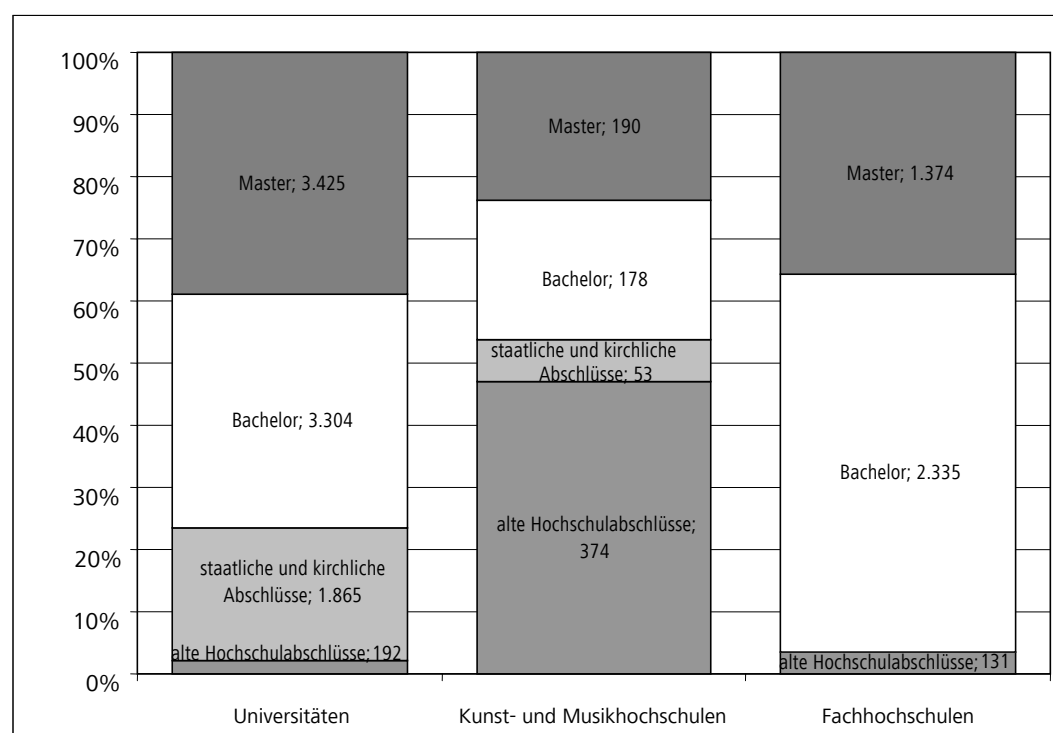 100%
90%
80%
70%
60%
50%
40%
30%
20%
10%
0%
Master; 3.425
Bachelor; 3.304
staatliche und kirchliche
Abschlüsse; 1.865
alte Hochschulabschlüsse; 192
Master; 190
Bachelor; 178
staatliche und kirchliche
Abschlüsse; 53
alte Hochschulabschlüsse;
374
Master; 1.374
Bachelor; 2.335
alte Hochschulabschlüsse; 131
Universitäten
Kunst- und Musikhochschulen
Fachhochschulen